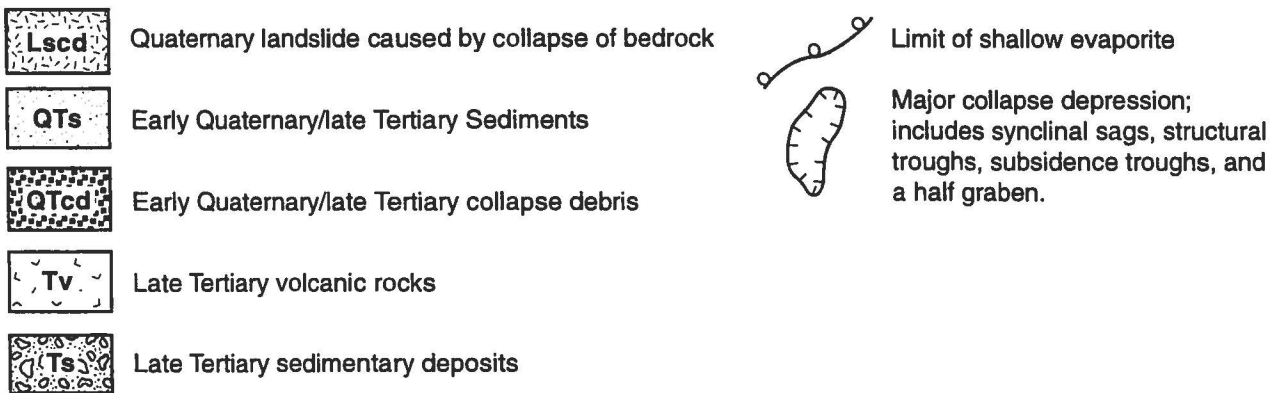 Lscd Quaternary landslide caused by collapse of bedrock
QTs Early Quaternary/late Tertiary Sediments
QTcd Early Quaternary/late Tertiary collapse debris
Tv Late Tertiary volcanic rocks
Ts Late Tertiary sedimentary deposits
Limit of shallow evaporite
Major collapse depression;
includes synclinal sags, structural
troughs, subsidence troughs, and
a half graben.